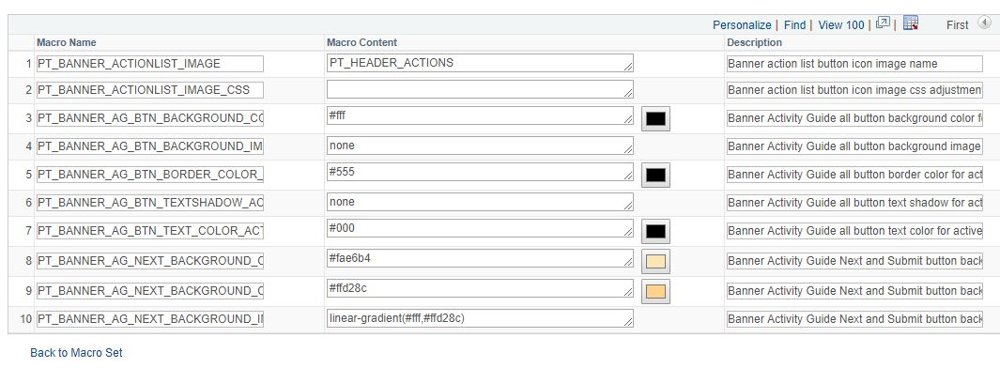 Personalize | Find | View 100 | | First
Macro Name Macro Content Description
1 PT_BANNER_ACTIONLIST_IMAGE PT_HEADER_ACTIONS Banner action list button icon image name
2 PT_BANNER_ACTIONLIST_IMAGE_CSS Banner action list button icon image css adjustment
3 PT_BANNER_AG_BTN_BACKGROUND_CO #fff Banner Activity Guide all button background color f
4 PT_BANNER_AG_BTN_BACKGROUND_IM none Banner Activity Guide all button background image
5 PT_BANNER_AG_BTN_BORDER_COLOR_ #555 Banner Activity Guide all button border color for act
6 PT_BANNER_AG_BTN_TEXTSHADOW_AC none Banner Activity Guide all button text shadow for act
7 PT_BANNER_AG_BTN_TEXT_COLOR_ACT #000 Banner Activity Guide all button text color for active
8 PT_BANNER_AG_NEXT_BACKGROUND_C #fae6b4 Banner Activity Guide Next and Submit button back
9 PT_BANNER_AG_NEXT_BACKGROUND_C #ffd28c Banner Activity Guide Next and Submit button back
10 PT_BANNER_AG_NEXT_BACKGROUND_I linear-gradient(#fff,#ffd28c) Banner Activity Guide Next and Submit button back
Back to Macro Set